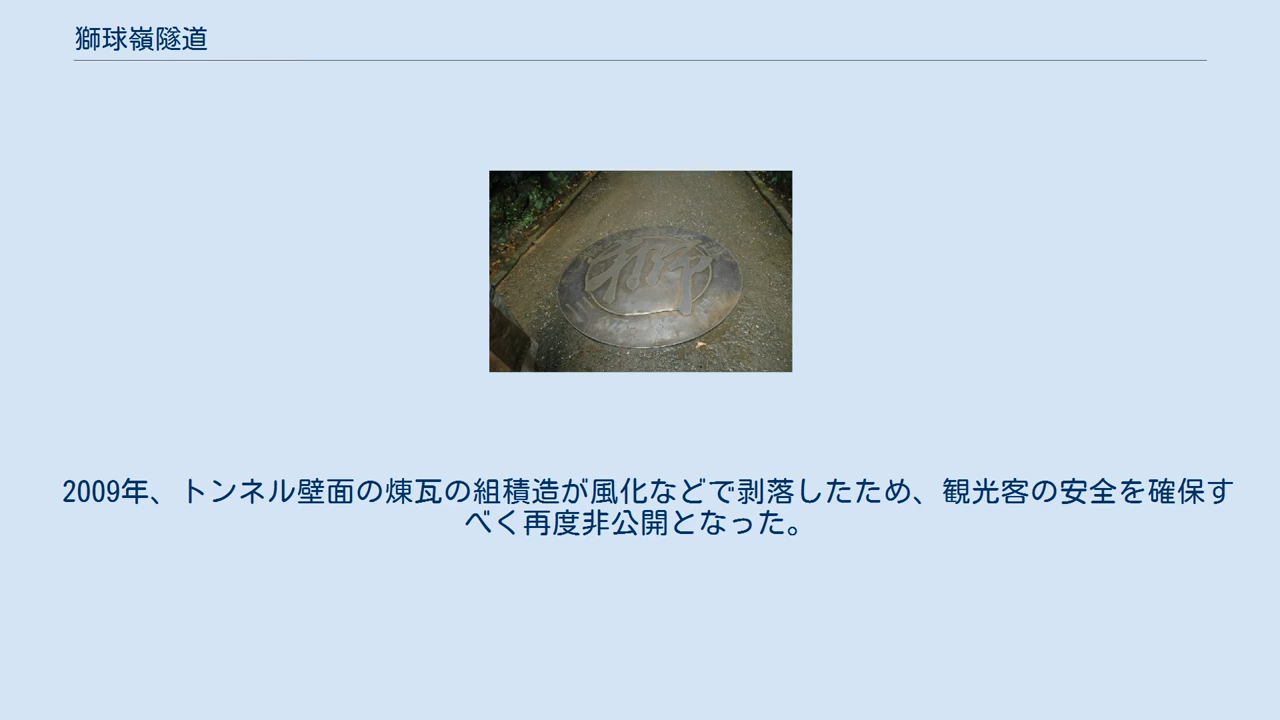 獅球嶺隧道
獅
2009年、トンネル壁面の煉瓦の組積造が風化などで剥落したため、観光客の安全を確保す
べく再度非公開となった。